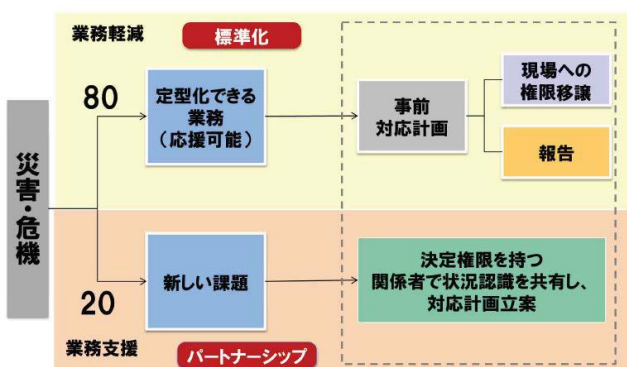 業務軽減
標準化
80
定型化できる
業務
（応援可能）
事前
対応計画
現場への
権限移譲
報告
災害・危機
20
新しい課題
決定権限を持つ
関係者で状況認識を共有し、
対応計画立案
業務支援
パートナーシップ